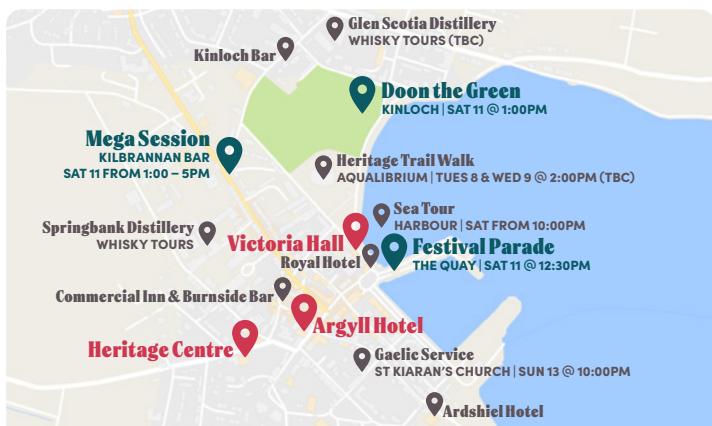 Glen Scotia Distillery
WHISKY TOURS (TBC)
Kinloch Bar
Doon the Green
KINLOCH | SAT 11 @ 1:00PM
Mega Session
KILBRANNAN BAR
SAT 11 FROM 1:00 – 5PM
Heritage Trail Walk
AQUALIBRIUM | TUES 8 & WED 9 @ 2:00PM (TBC)
Sea Tour
HARBOUR | SAT FROM 10:00PM
Springbank Distillery
WHISKY TOURS
Victoria Hall
Royal Hotel
Festival Parade
THE QUAY | SAT 11 @ 12:30PM
Commercial Inn & Burnside Bar
Argyll Hotel
Heritage Centre
Gaelic Service
ST KIARAN'S CHURCH | SUN 13 @ 10:00PM
Ardshiel Hotel